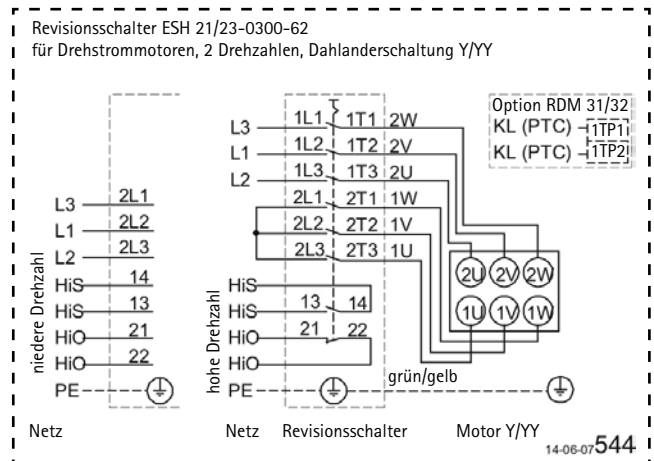 Revisionsschalter ESH 21/23-0300-62
für Drehstrommotoren, 2 Drehzahlen, Dahlanderschaltung Y/YY
Option RDM 31/32
KL (PTC) 1TP1
KL (PTC) 1TP2
niedere Drehzahl
L3 2L1
L1 2L2
L2 2L3
HiS 14
HiS 13
HiO 21
HiO 22
PE
Netz
hohe Drehzahl
L3 1L1 1T1 2W
L1 1L2 1T2 2V
L2 1L3 1T3 2U
2L1 2T1 1W
2L2 2T2 1V
2L3 2T3 1U
HiS
HiS 13 14
HiO 21 22
HiO
PE
grün/gelb
2U 2V 2W
1U 1V 1W
Netz Revisionsschalter Motor Y/YY
14-06-07 544